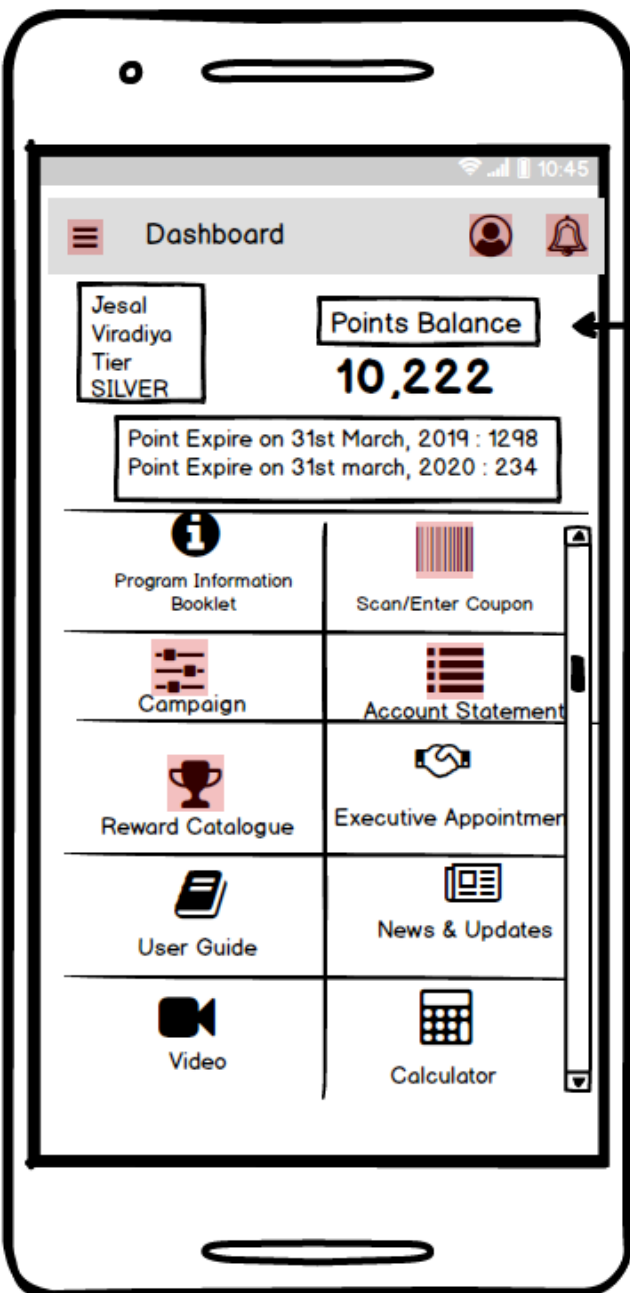 10:45
Dashboard
Jesal
Viradiya
Tier
SILVER
Points Balance
10,222
Point Expire on 31st March, 2019 : 1298
Point Expire on 31st march, 2020 : 234
Program Information
Booklet
Scan/Enter Coupon
Campaign
Account Statement
Reward Catalogue
Executive Appointmen
User Guide
News & Updates
Video
Calculator